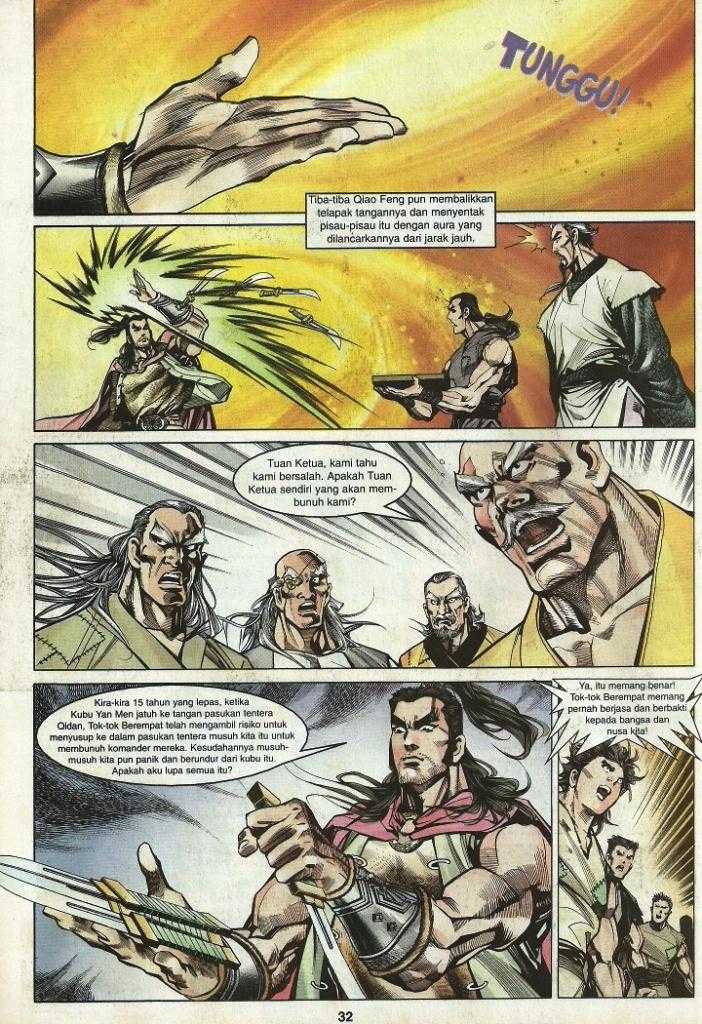 TUNGGU!
Tiba-tiba Qiao Feng pun membalikkan
telapak tangannya dan menyentak
pisau-pisau itu dengan aura yang
dilancarkannya dari jarak jauh.
Tuan Ketua, kami tahu
kami bersalah. Apakah Tuan
Ketua sendiri yang akan mem-
bunuh kami?
Kira-kira 15 tahun yang lepas, ketika
Kubu Yan Men jatuh ke tangan pasukan tentera
Qidan, Tok-tok Berempat telah mengambil risiko untuk
menyusup ke dalam pasukan tentera musuh kita itu untuk
membunuh komander mereka. Kesudahannya musuh-
musuh kita pun panik dan berundur dari kubu itu.
Apakah aku lupa semua itu?
Ya, itu memang benar!
Tok-tok Berempat memang
pernah berjasa dan berbakti
kepada bangsa dan
nusa kita!
32